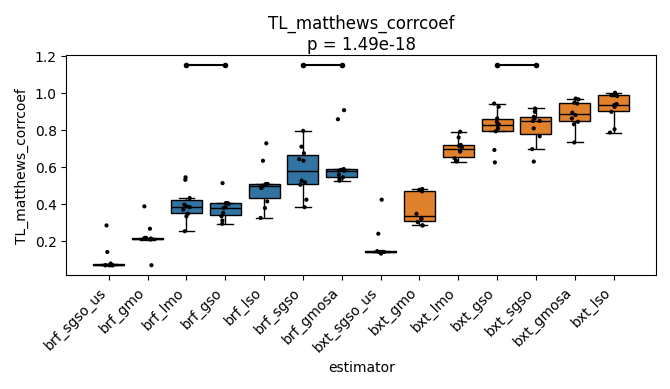 TL_matthews_corrcoef
p = 1.49e-18
TL_matthews_corrcoef
1.2
1.0
0.8
0.6
0.4
0.2
brf_sgso_us
brf_gmo
brf_lmo
brf_gso
brf_lso
brf_sgso
brf_gmosa
bxt_sgso_us
bxt_gmo
bxt_lmo
bxt_gso
bxt_sgso
bxt_gmosa
bxt_lso
estimator